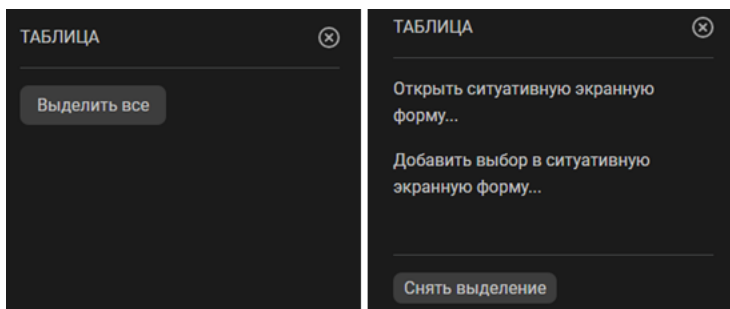 ТАБЛИЦА
Выделить все
ТАБЛИЦА
Открыть ситуативную экранную
форму...
Добавить выбор в ситуативную
экранную форму...
Снять выделение